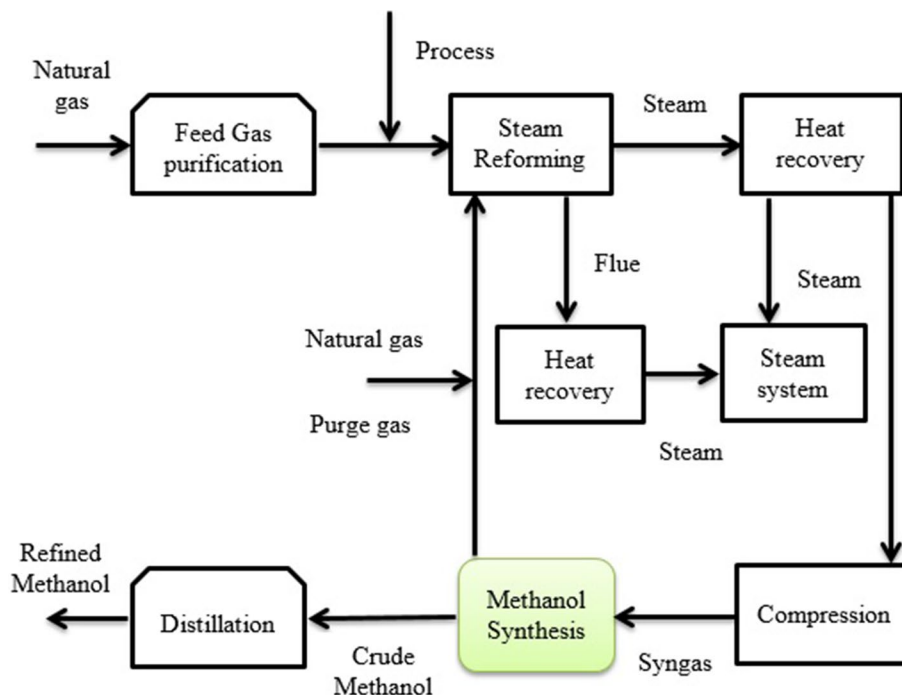 Process
Natural
gas
Feed Gas
purification
Steam
Reforming
Steam
Heat
recovery
Flue
Steam
Natural gas
Purge gas
Heat
recovery
Steam
system
Steam
Refined
Methanol
Distillation
Crude
Methanol
Methanol
Synthesis
Syngas
Compression